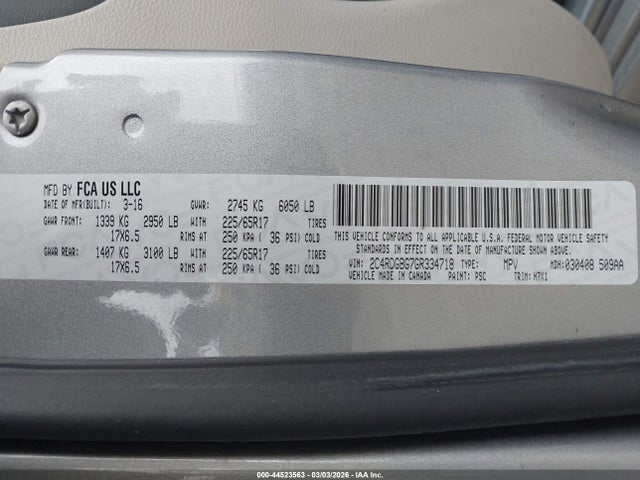 MFD BY FCA US LLC
DATE OF MFR(BUILT): 3-16 GVWR: 2745 KG 6050 LB
GAWR FRONT: 1339 KG 2950 LB WITH 225/65R17 TIRES
17X6.5 RIMS AT 250 KPA ( 36 PSI) COLD
GAWR REAR: 1407 KG 3100 LB WITH 225/65R17 TIRES
17X6.5 RIMS AT 250 KPA ( 36 PSI) COLD
THIS VEHICLE CONFORMS TO ALL APPLICABLE U.S.A. FEDERAL MOTOR VEHICLE SAFETY
STANDARDS IN EFFECT ON THE DATE OF MANUFACTURE SHOWN ABOVE.
VIN: 2C4RDGBG7GR334718 TYPE: MPV MDH:030408 509AA
VEHICLE MADE IN CANADA PAINT: PSC TRIM: H7X1
000-44523563 - 03/03/2026 - IAA Inc.